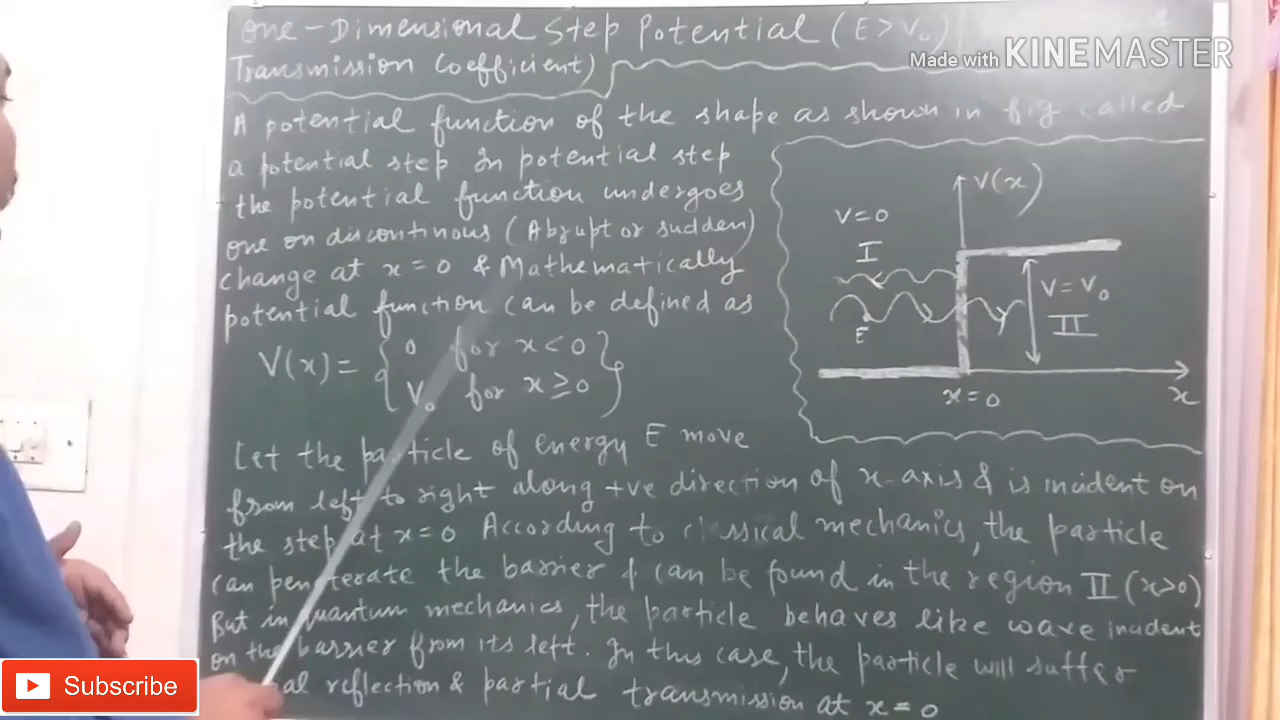 One-Dimensional Step Potential (E > V₀)
Transmission Coefficient)
Made with KINEMASTER
A potential function of the shape as shown in fig called
a potential step In potential step
the potential function undergoes
one on discontinous (Abrupt or sudden)
change at x=0 & Mathematically
potential function can be defined as
V(x) = { 0 for x < 0
V₀ for x ≥ 0 }
V(x)
V=0
I
E
V=V₀
II
x=0
x
Let the particle of energy E move
from left to right along +ve direction of x-axis & is incident on
the step at x=0 According to classical mechanics, the particle
can peneterate the barrier & can be found in the region II (x>0)
But in quantum mechanics, the particle behaves like wave incident
on the barrier from its left. In this case, the particle will suffer
reflection & partial transmission at x=0
Subscribe